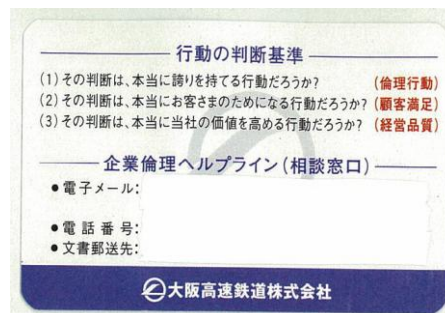 行動の判断基準
(1)その判断は、本当に誇りを持てる行動だろうか? (倫理行動)
(2)その判断は、本当にお客さまのためになる行動だろうか? (顧客満足)
(3)その判断は、本当に当社の価値を高める行動だろうか? (経営品質)
企業倫理ヘルプライン(相談窓口)
●電子メール:
●電話番号:
●文書郵送先:
大阪高速鉄道株式会社